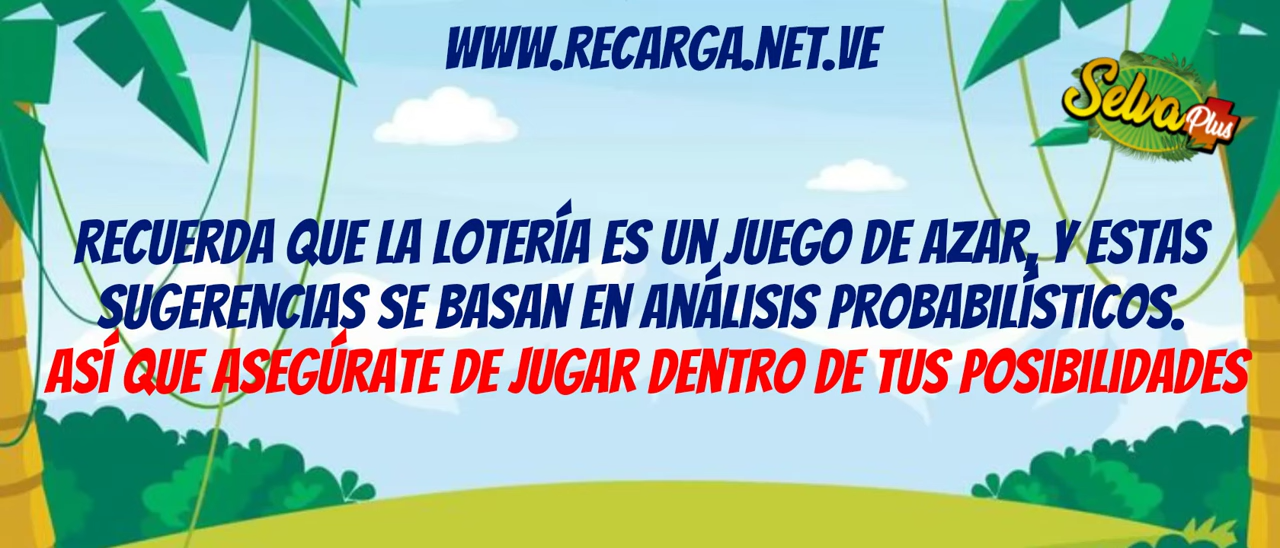 WWW.RECARGA.NET.VE
Selva Plus
RECUERDA QUE LA LOTERÍA ES UN JUEGO DE AZAR, Y ESTAS
SUGERENCIAS SE BASAN EN ANÁLISIS PROBABILÍSTICOS.
ASÍ QUE ASEGÚRATE DE JUGAR DENTRO DE TUS POSIBILIDADES